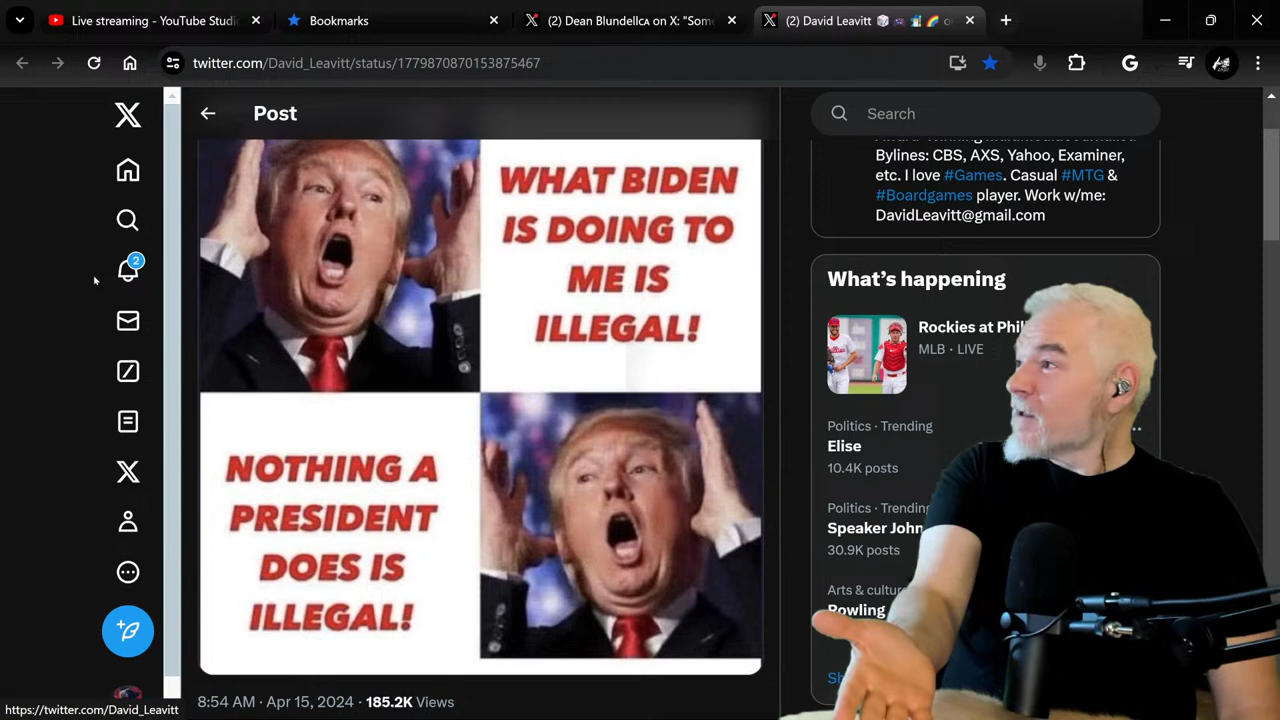 Live streaming - YouTube Studi
Bookmarks
(2) Dean Blundell🇨🇦 on X: "Som
(2) David Leavitt 🎲🎮🧙‍♂️🌈 o
twitter.com/David_Leavitt/status/1779870870153875467
Post
Search
Bylines: CBS, AXS, Yahoo, Examiner,
etc. I love #Games. Casual #MTG &
#Boardgames player. Work w/me:
DavidLeavitt@gmail.com
WHAT BIDEN
IS DOING TO
ME IS
ILLEGAL!
NOTHING A
PRESIDENT
DOES IS
ILLEGAL!
2
What's happening
Rockies at Phil
MLB · LIVE
Politics · Trending
Elise
10.4K posts
Politics · Trending
Speaker John
30.9K posts
Arts & cultur
Rowling
Sh
8:54 AM · Apr 15, 2024 · 185.2K Views
https://twitter.com/David_Leavitt